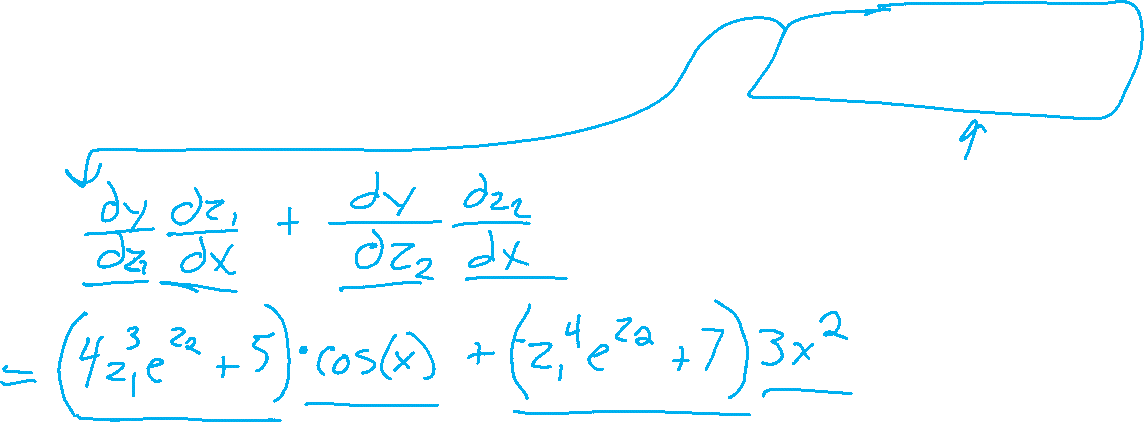 dy/dz₁ dz₁/dx + dy/dz₂ dz₂/dx
= (4z₁³e^{z₂} + 5) · cos(x) + (z₁⁴e^{z₂} + 7) 3x²